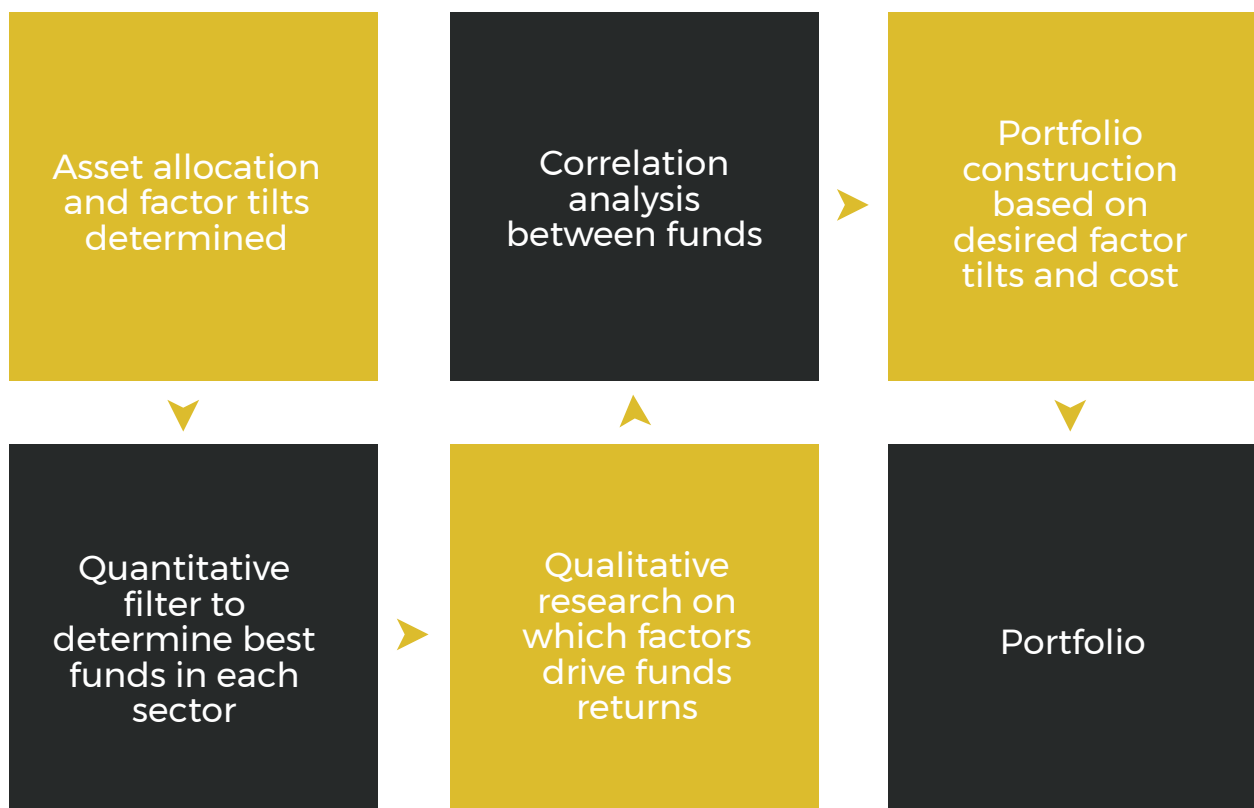 Asset allocation
and factor tilts
determined
Quantitative
filter to
determine best
funds in each
sector
Qualitative
research on
which factors
drive funds
returns
Correlation
analysis
between funds
Portfolio
construction
based on
desired factor
tilts and cost
Portfolio